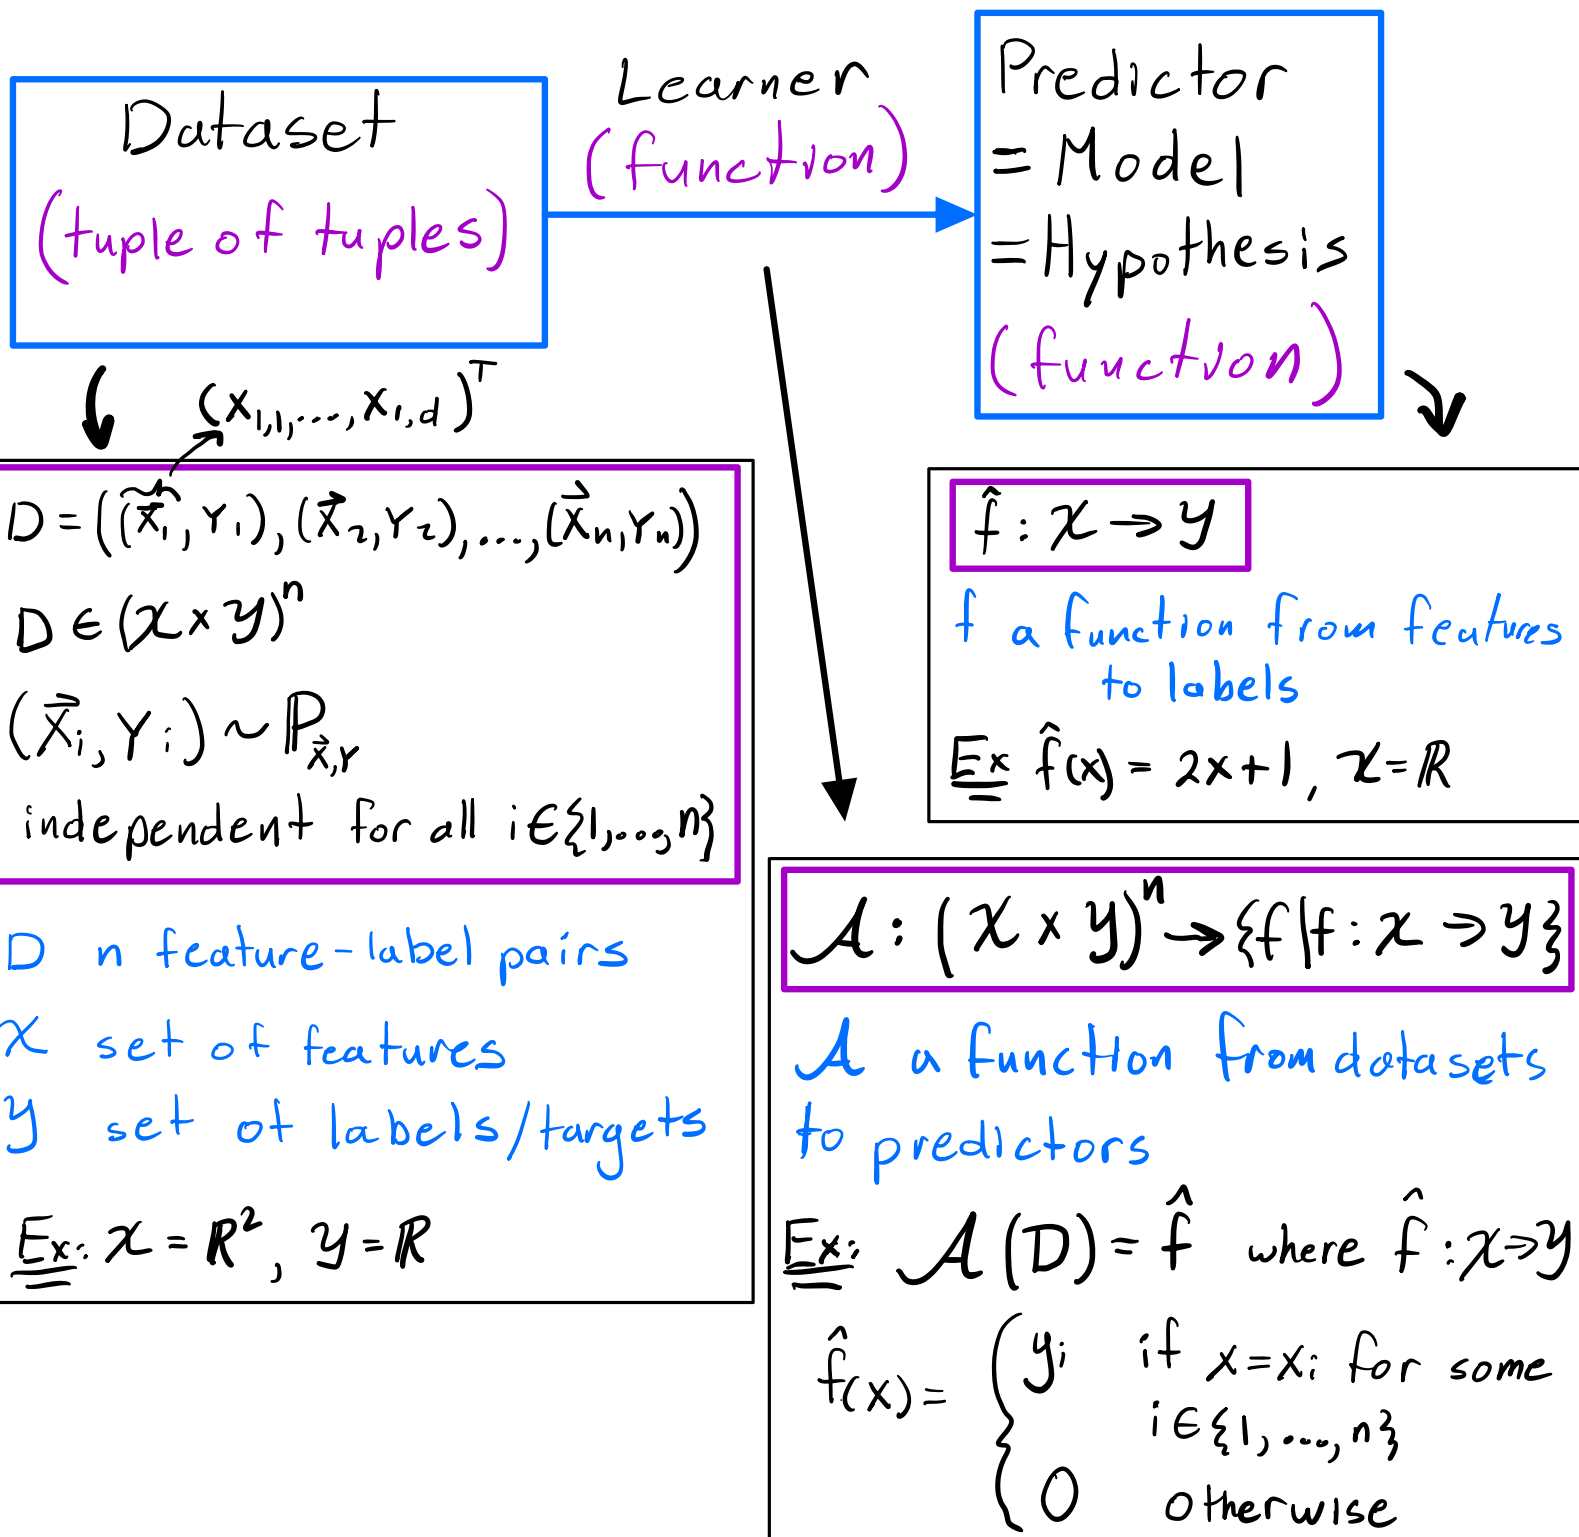 Dataset
(tuple of tuples)
Learner
(function)
Predictor
= Model
= Hypothesis
(function)
(x₁,₁,...,x₁,d)ᵀ
D = ((X⃗₁, Y₁), (X⃗₂, Y₂), ..., (X⃗n, Yn))
D ∈ (𝒳 × 𝒴)ⁿ
(X⃗i, Yi) ~ ℙ_X⃗,Y
independent for all i∈{1,...,n}
D n feature-label pairs
𝒳 set of features
𝒴 set of labels/targets
Ex: 𝒳 = ℝ², 𝒴 = ℝ
f̂ : 𝒳 → 𝒴
f a function from features
to labels
Ex f̂(x) = 2x+1, 𝒳 = ℝ
𝒜 : (𝒳 × 𝒴)ⁿ → {f | f : 𝒳 → 𝒴}
𝒜 a function from datasets
to predictors
Ex: 𝒜(D) = f̂ where f̂ : 𝒳 → 𝒴
f̂(x) = { yi if x=xi for some
i∈{1,...,n}
0 otherwise